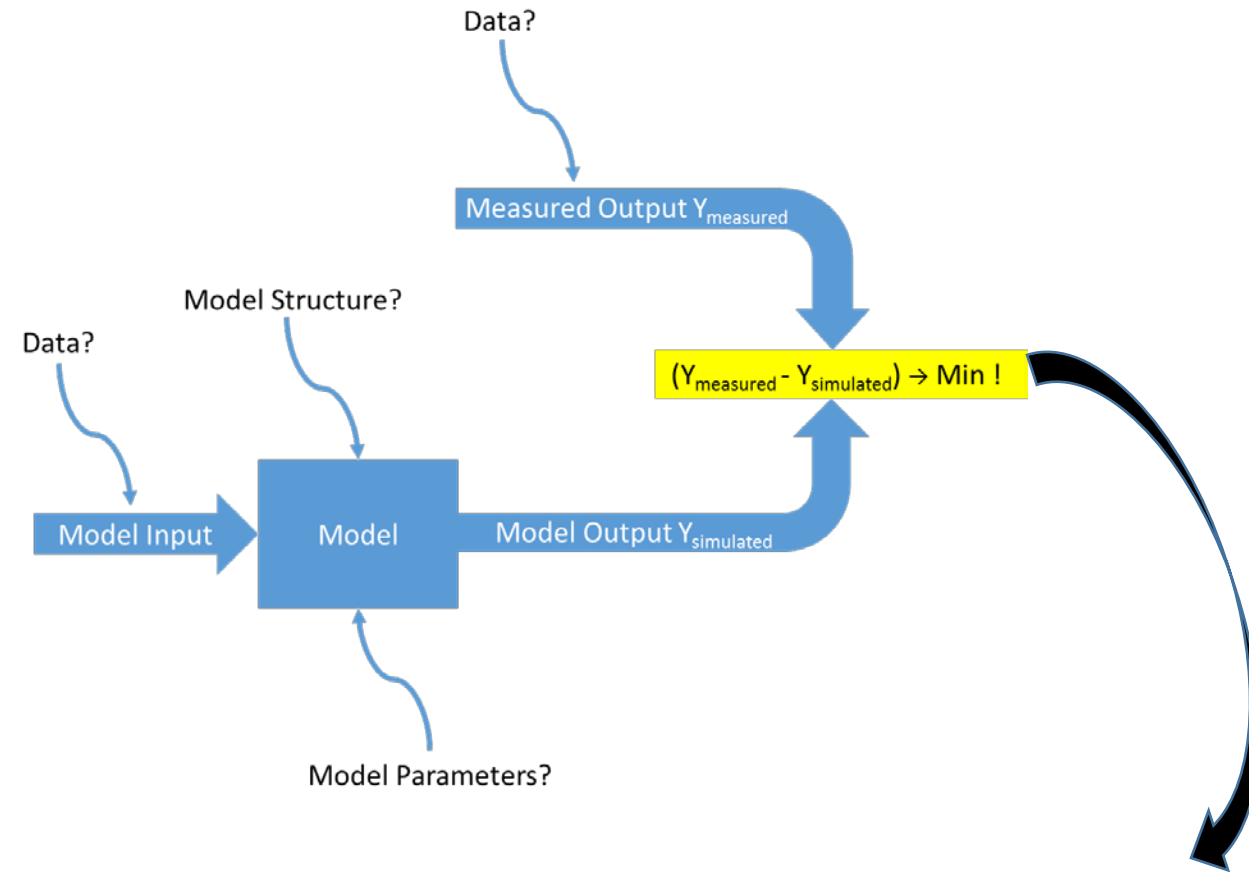 Data?
Measured Output Ymeasured
Model Structure?
Data?
(Ymeasured - Ysimulated) → Min !
Model Input
Model
Model Output Ysimulated
Model Parameters?